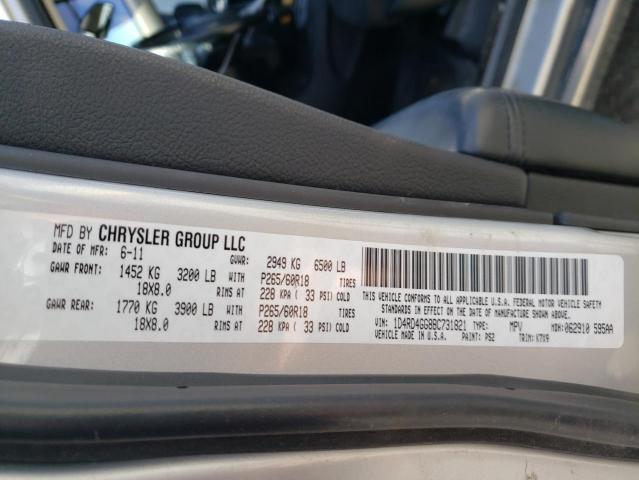 MFD BY CHRYSLER GROUP LLC
DATE OF MFR: 6-11 GVWR: 2949 KG 6500 LB
GAWR FRONT: 1452 KG 3200 LB WITH P265/60R18 TIRES
18X8.0 RIMS AT 228 KPA ( 33 PSI) COLD
GAWR REAR: 1770 KG 3900 LB WITH P265/60R18 TIRES
18X8.0 RIMS AT 228 KPA ( 33 PSI) COLD
THIS VEHICLE CONFORMS TO ALL APPLICABLE U.S.A. FEDERAL MOTOR VEHICLE SAFETY
STANDARDS IN EFFECT ON THE DATE OF MANUFACTURE SHOWN ABOVE.
VIN: 1D4RD4GG8BC731821 TYPE: MPV MDH:062910 595AA
VEHICLE MADE IN U.S.A. PAINT: PS2 TRIM: K7X9